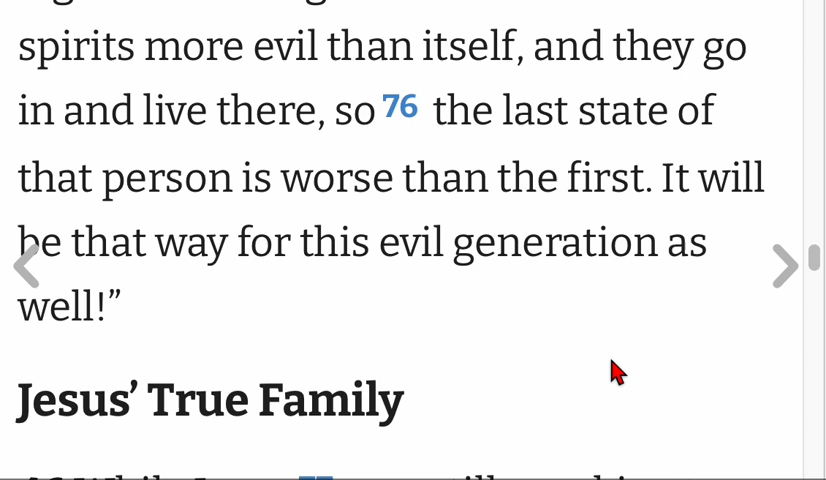 spirits more evil than itself, and they go
in and live there, so 76 the last state of
that person is worse than the first. It will
be that way for this evil generation as
well!”
Jesus’ True Family